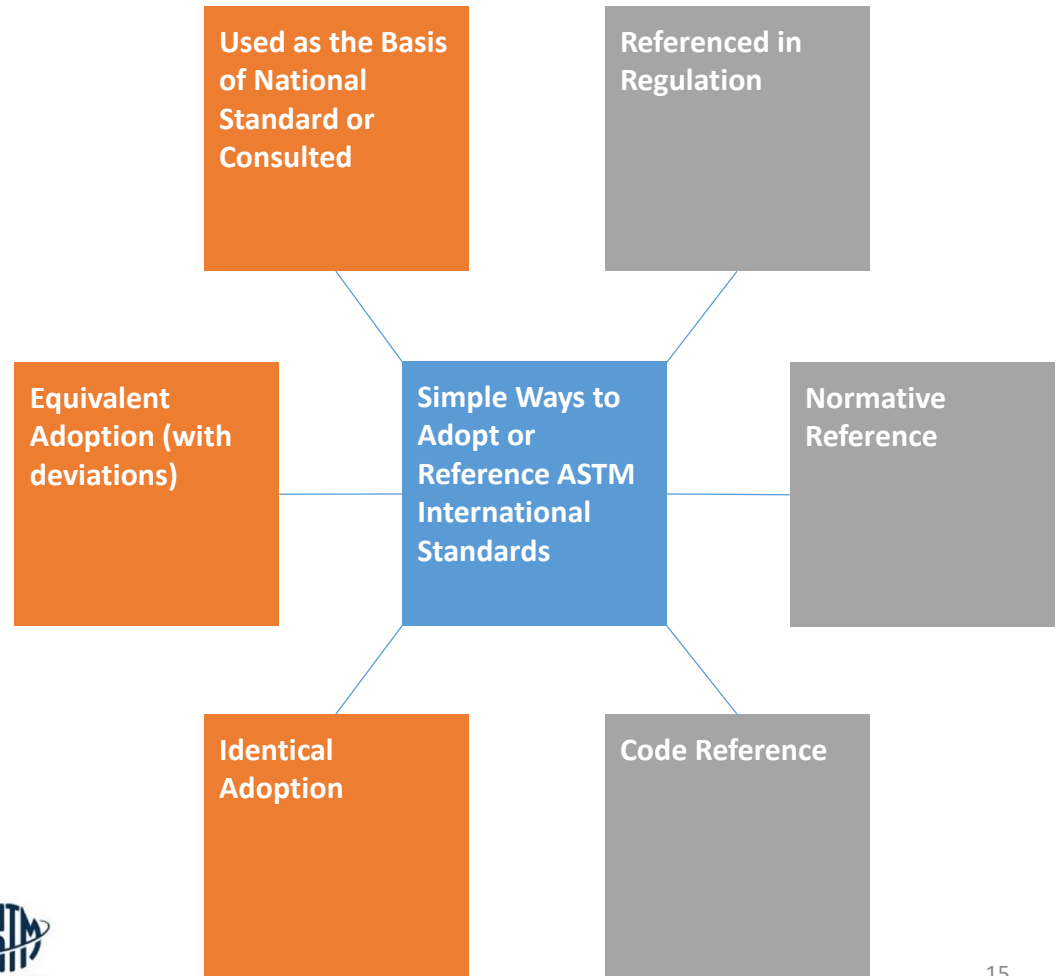 Used as the Basis
of National
Standard or
Consulted
Referenced in
Regulation
Equivalent
Adoption (with
deviations)
Simple Ways to
Adopt or
Reference ASTM
International
Standards
Normative
Reference
Identical
Adoption
Code Reference
15